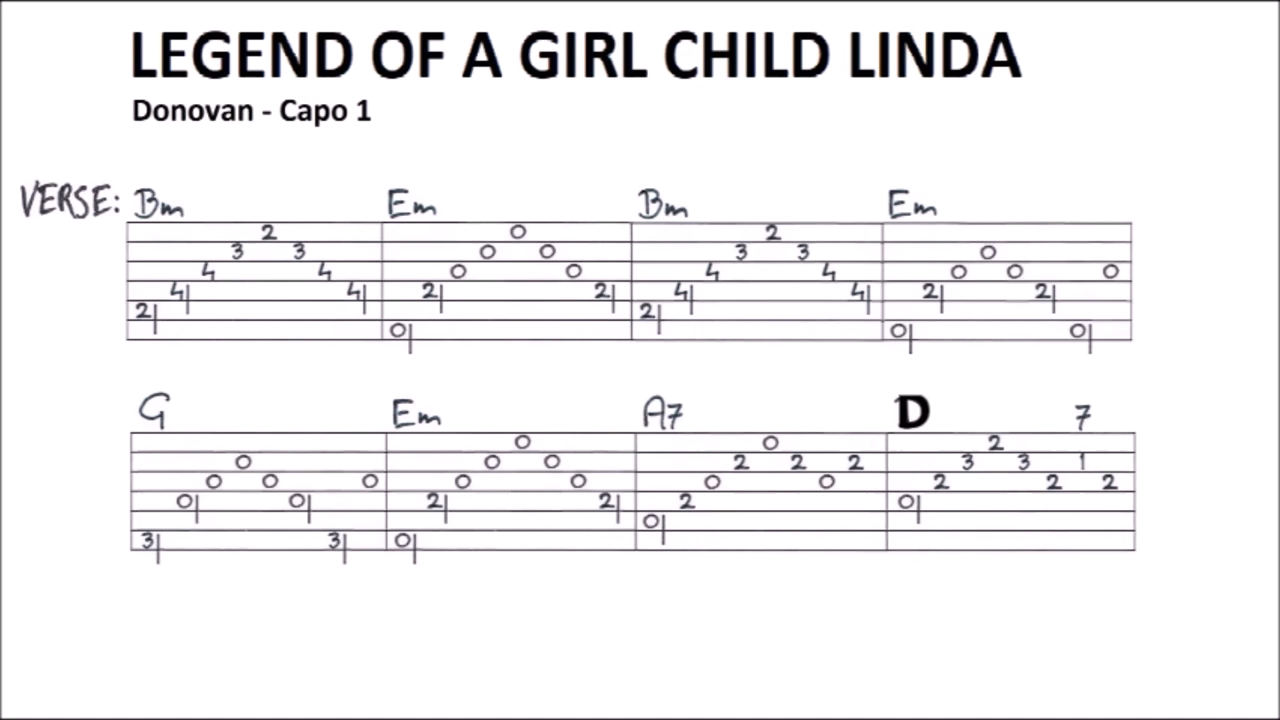 LEGEND OF A GIRL CHILD LINDA
Donovan - Capo 1
VERSE: Bm Em Bm Em
2 0 2
3 3 0 0 3 3 0
4 4 0 0 4 4 0 0 0
4 4 2 2 4 4 2 2
2 2
0 0 0
G Em A7 D 7
0 0 2
0 0 0 2 2 2 3 3 1
0 0 0 0 0 0 0 2 2 2
0 0 2 2 2 0
0
3 3 0